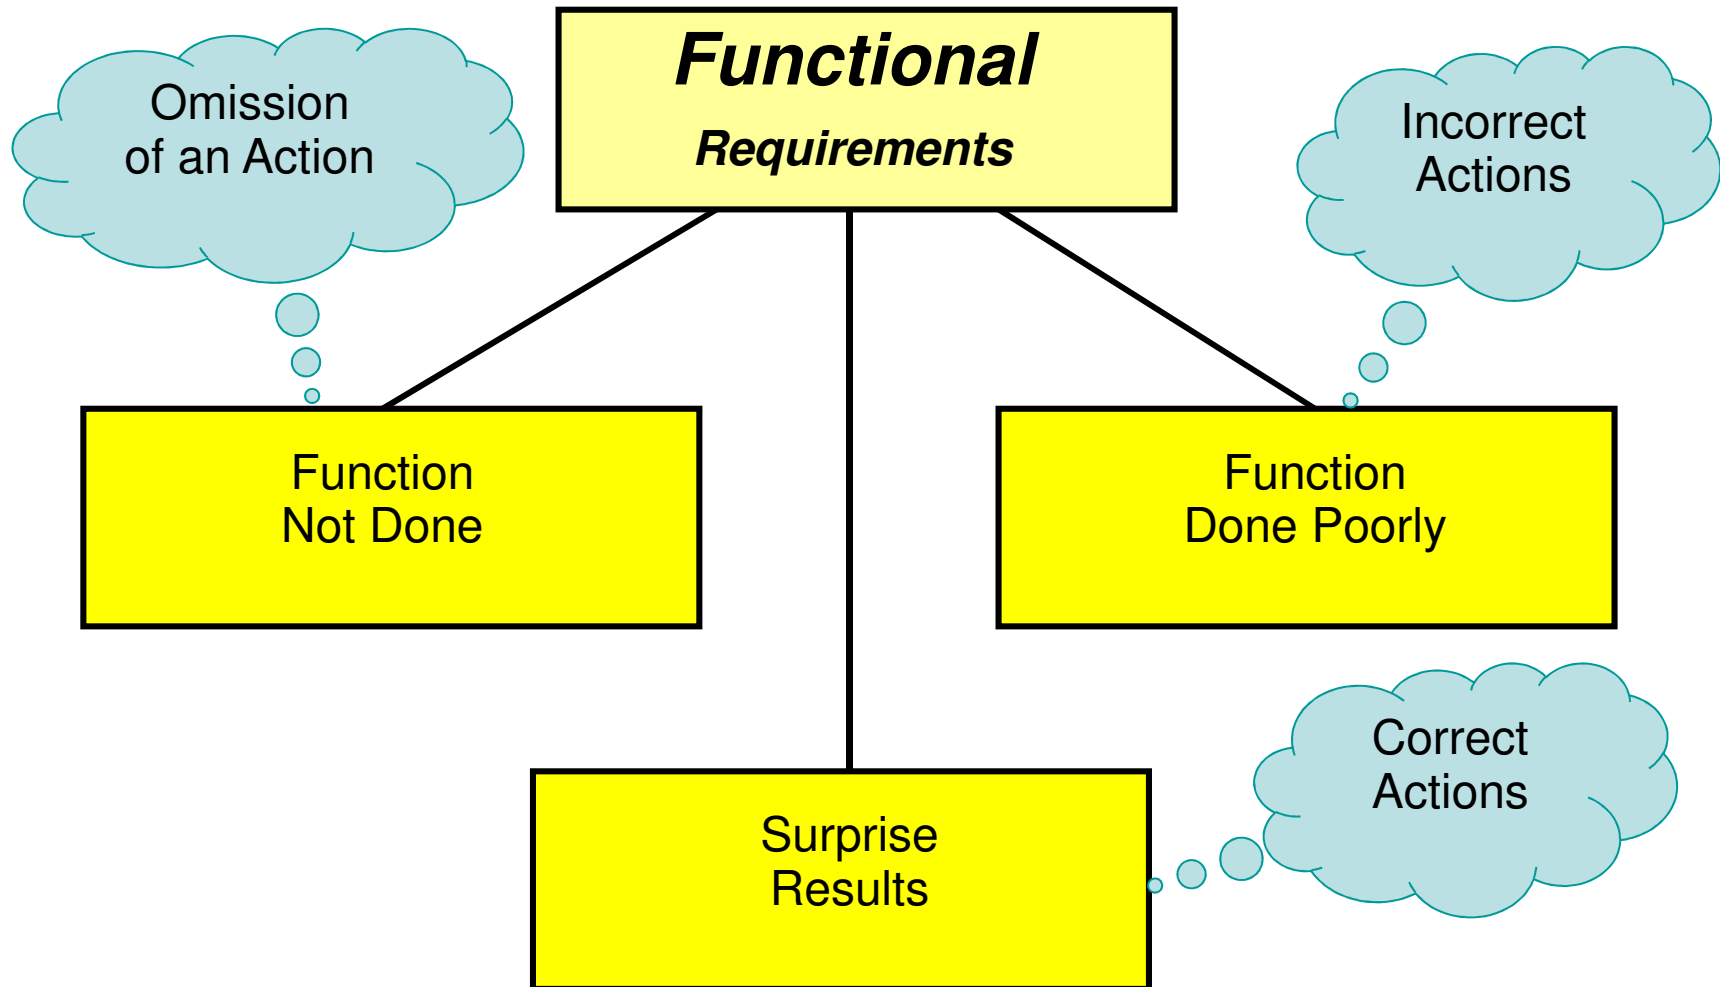 Functional
Requirements
Omission
of an Action
Incorrect
Actions
Function
Not Done
Function
Done Poorly
Correct
Actions
Surprise
Results